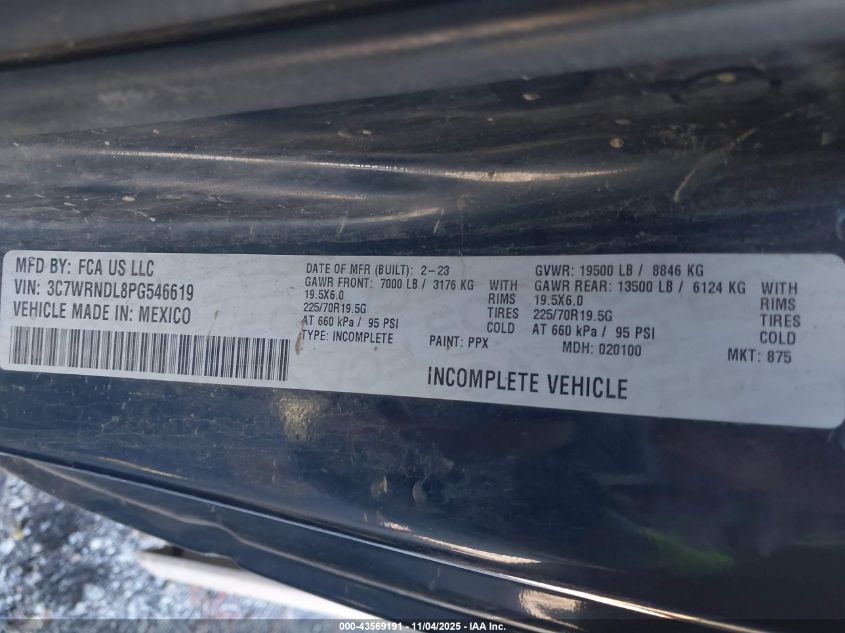 MFD BY: FCA US LLC
VIN: 3C7WRNDL8PG546619
VEHICLE MADE IN: MEXICO
DATE OF MFR (BUILT): 2-23
GAWR FRONT: 7000 LB / 3176 KG WITH
19.5X6.0 RIMS
225/70R19.5G TIRES
AT 660 kPa / 95 PSI COLD
TYPE: INCOMPLETE PAINT: PPX
GVWR: 19500 LB / 8846 KG
GAWR REAR: 13500 LB / 6124 KG WITH
19.5X6.0 RIMS
225/70R19.5G TIRES
AT 660 kPa / 95 PSI COLD
MDH: 020100 MKT: 875
INCOMPLETE VEHICLE
000-43569191 - 11/04/2025 - IAA Inc.